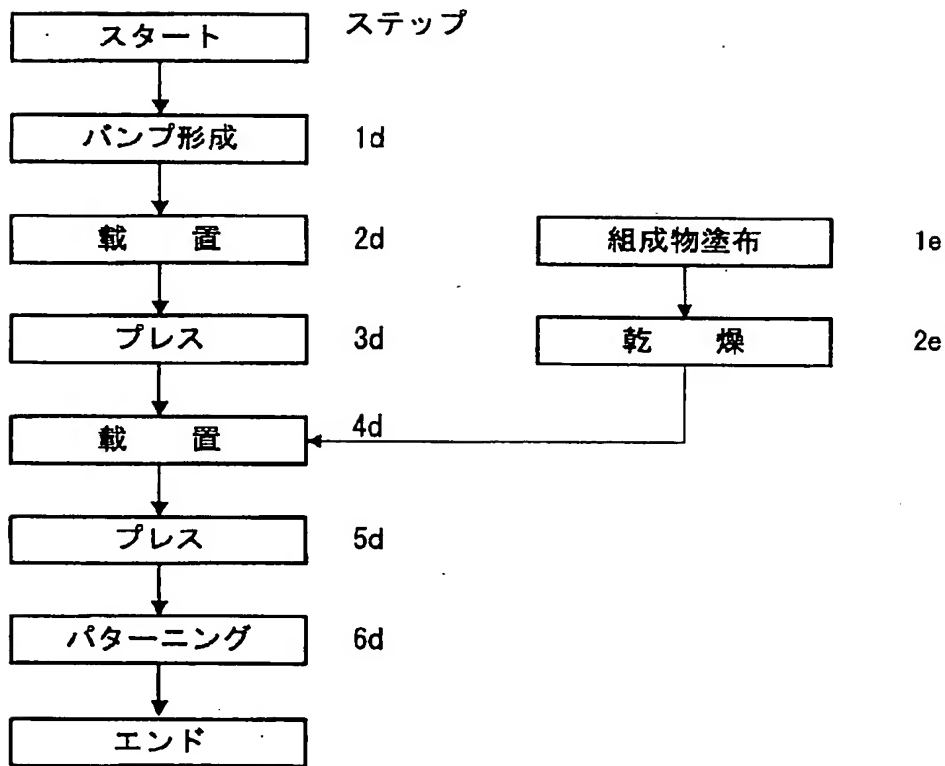 スタート ステップ
バンプ形成 1d
載 置 2d 組成物塗布 1e
プレス 3d 乾 燥 2e
載 置 4d
プレス 5d
パターニング 6d
エンド